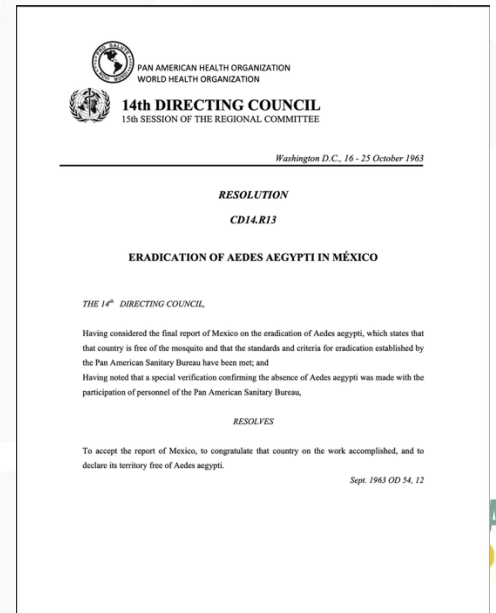 PRO SALUTE
NOVI MUNDI
PAN AMERICAN HEALTH ORGANIZATION
WORLD HEALTH ORGANIZATION
14th DIRECTING COUNCIL
15th SESSION OF THE REGIONAL COMMITTEE
Washington D.C., 16 - 25 October 1963
RESOLUTION
CD14.R13
ERADICATION OF AEDES AEGYPTI IN MÉXICO
THE 14th DIRECTING COUNCIL,
Having considered the final report of Mexico on the eradication of Aedes aegypti, which states that
that country is free of the mosquito and that the standards and criteria for eradication established by
the Pan American Sanitary Bureau have been met; and
Having noted that a special verification confirming the absence of Aedes aegypti was made with the
participation of personnel of the Pan American Sanitary Bureau,
RESOLVES
To accept the report of Mexico, to congratulate that country on the work accomplished, and to
declare its territory free of Aedes aegypti.
Sept. 1963 OD 54, 12